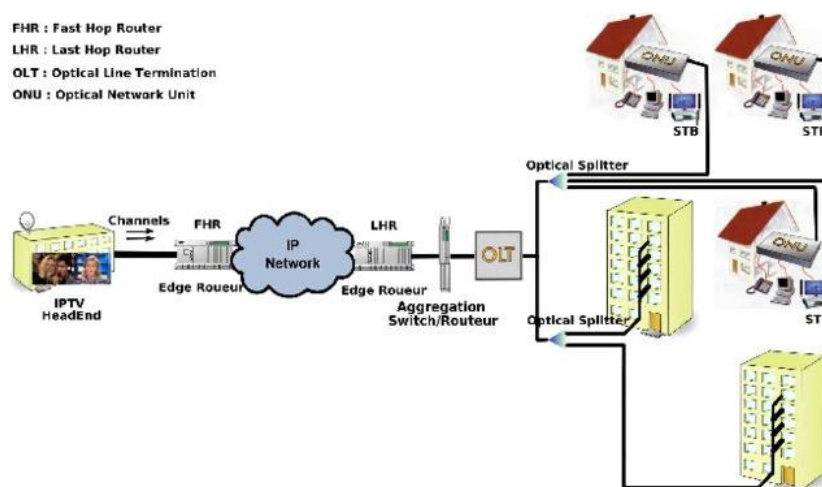 FHR : Fast Hop Router
LHR : Last Hop Router
OLT : Optical Line Termination
ONU : Optical Network Unit
ONU
ONU
STB
STB
Optical Splitter
Channels
FHR
LHR
IP
Network
OLT
ONU
Edge Roueur
Edge Roueur
IPTV
HeadEnd
Aggregation
Switch/Routeur
Optical Splitter
ST